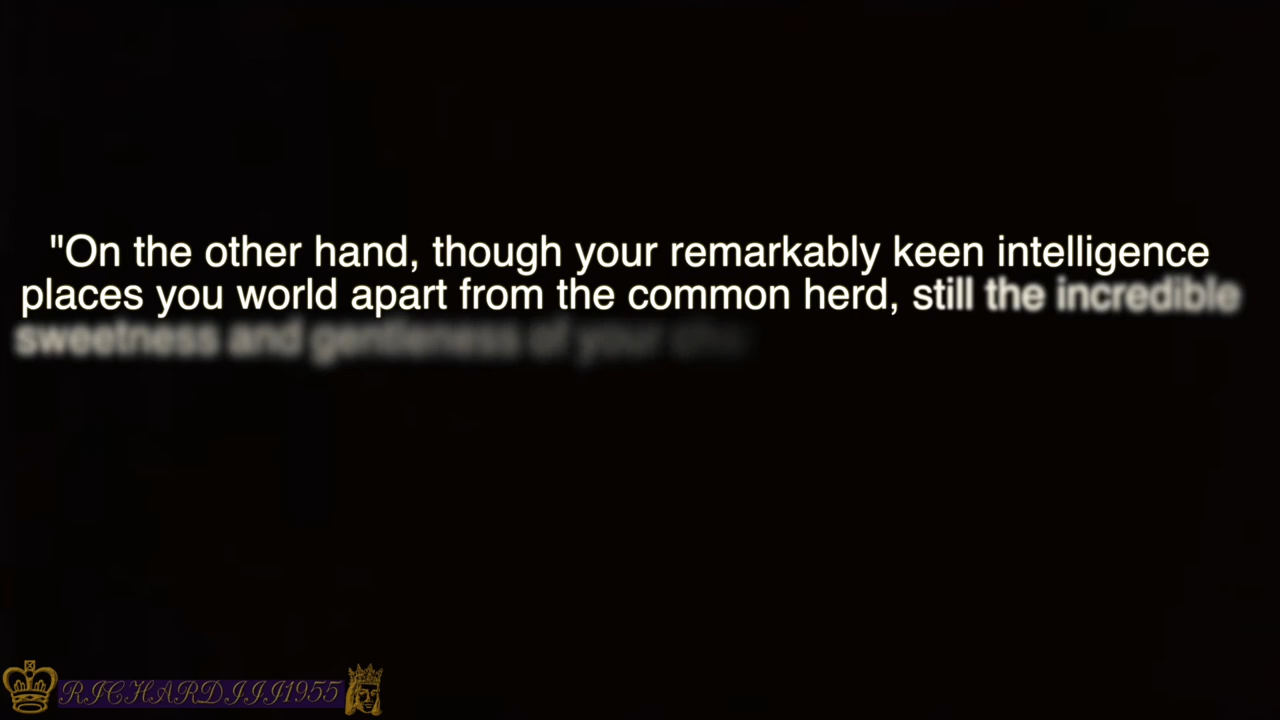 "On the other hand, though your remarkably keen intelligence
places you world apart from the common herd, still the incredible
sweetness and gentleness of your
RICHARDIII1955